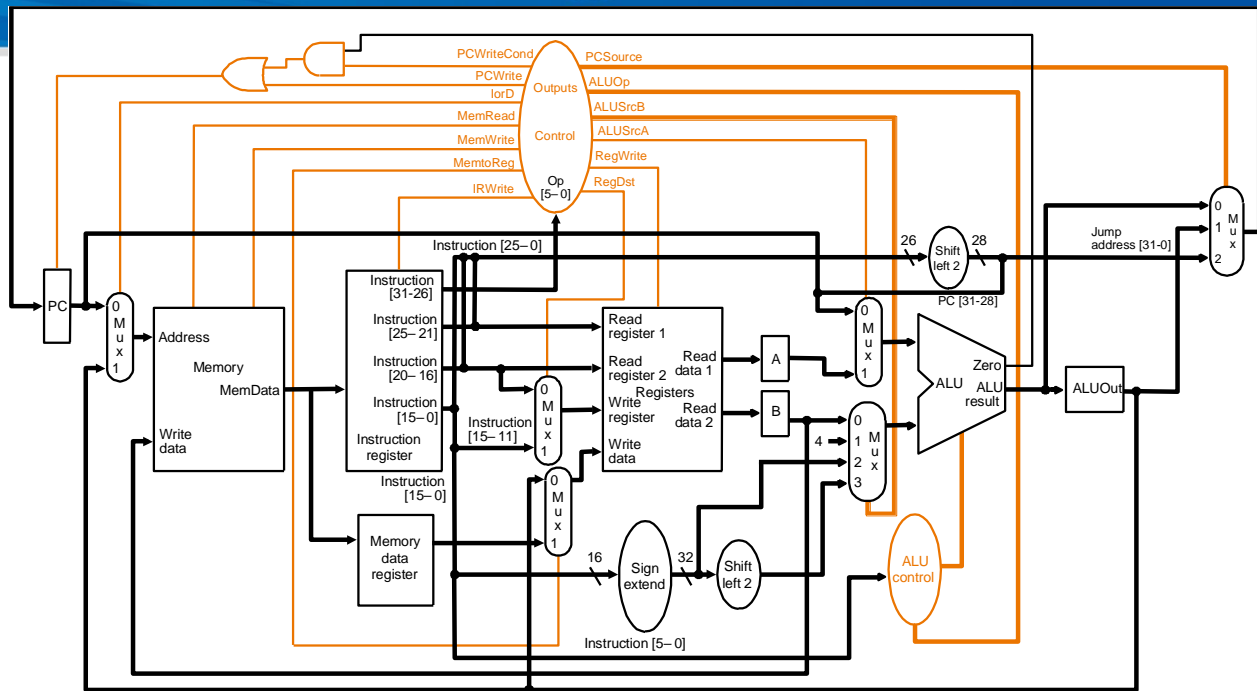 PCWriteCond
PCWrite
IorD
MemRead
MemWrite
MemtoReg
IRWrite
Outputs
Control
Op
[5–0]
PCSource
ALUOp
ALUSrcB
ALUSrcA
RegWrite
RegDst
PC
0
M
u
x
1
Address
Memory
MemData
Write
data
Instruction [25–0]
Instruction
[31-26]
Instruction
[25–21]
Instruction
[20–16]
Instruction
[15–0]
Instruction
register
Instruction
[15–0]
Instruction
[15–11]
0
M
u
x
1
Memory
data
register
0
M
u
x
1
Read
register 1
Read
register 2
Write
register
Write
data
Registers
Read
data 1
Read
data 2
A
B
16
Sign
extend
32
Shift
left 2
Instruction [5–0]
26
Shift
left 2
28
PC [31-28]
Jump
address [31-0]
0
M
u
x
1
4
0
1
2
3
M
u
x
ALU
Zero
ALU
result
ALU
control
ALUOut
0
1
2
M
u
x